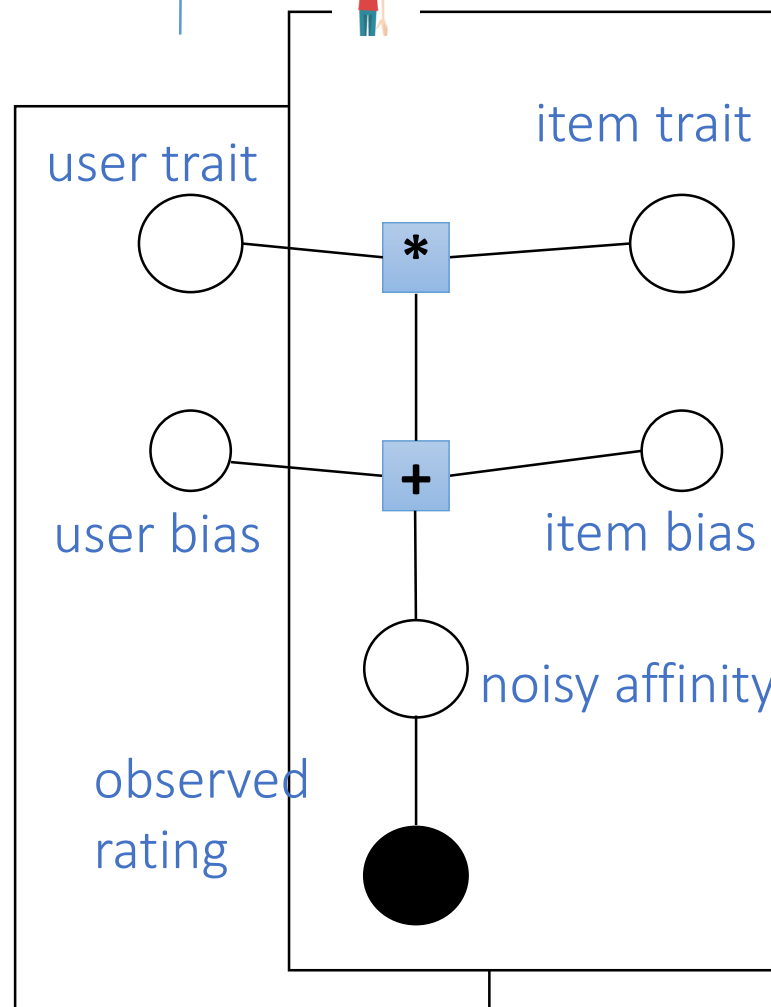 item trait
user trait
*
+
user bias
item bias
noisy affinity
observed
rating